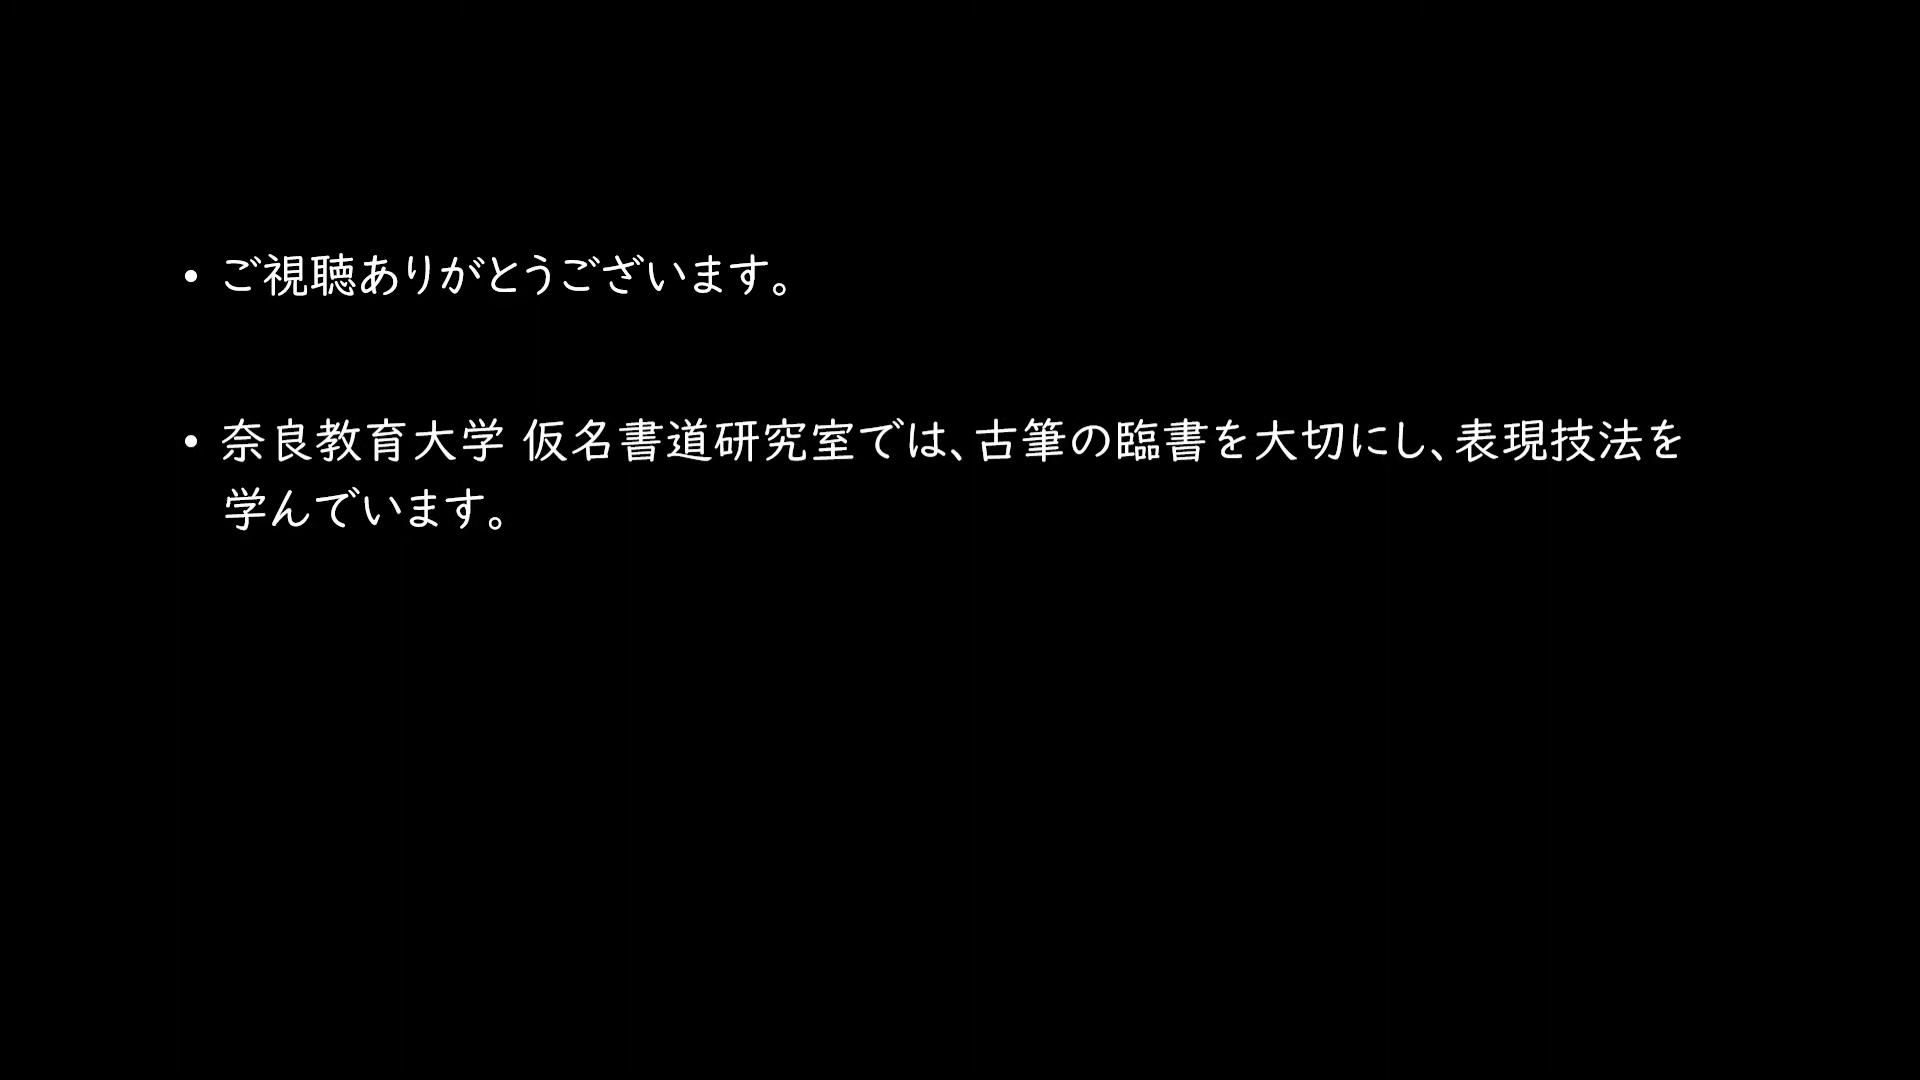 • ご視聴ありがとうございます。
• 奈良教育大学 仮名書道研究室では、古筆の臨書を大切にし、表現技法を
学んでいます。